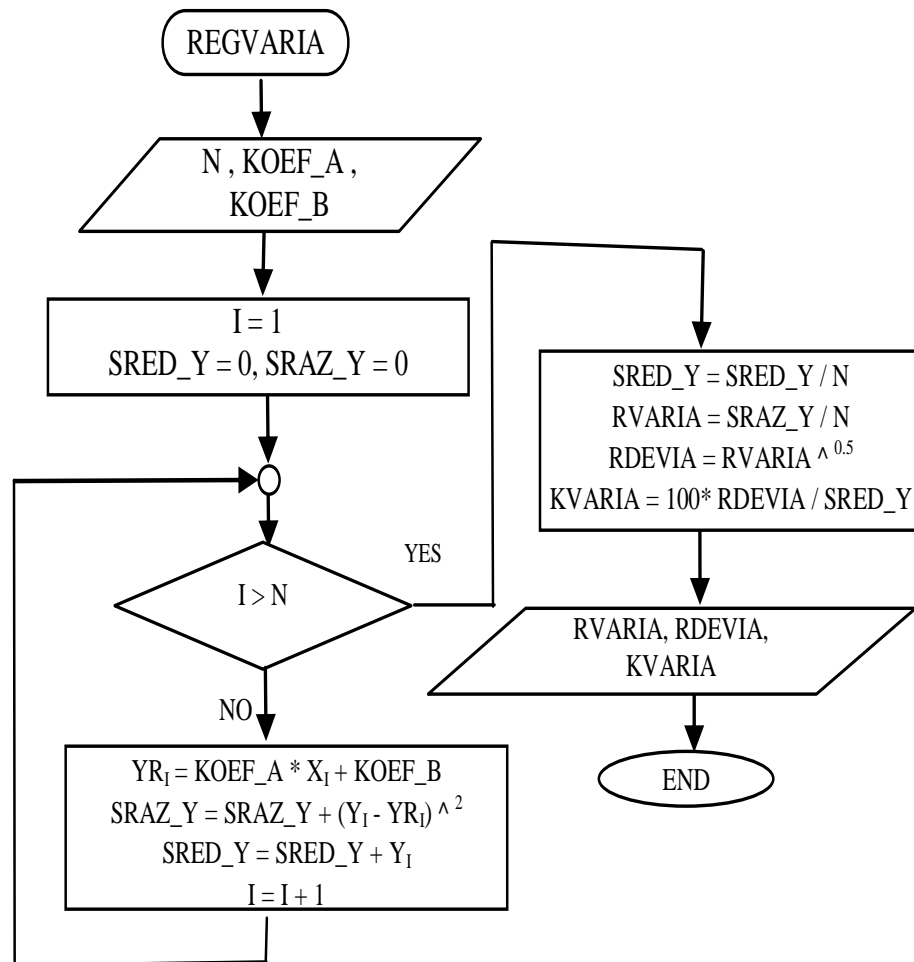 REGVARIA
N , KOEF_A ,
KOEF_B
I = 1
SRED_Y = 0, SRAZ_Y = 0
I > N
YES
NO
YR_I = KOEF_A * X_I + KOEF_B
SRAZ_Y = SRAZ_Y + (Y_I - YR_I) ^ 2
SRED_Y = SRED_Y + Y_I
I = I + 1
SRED_Y = SRED_Y / N
RVARIA = SRAZ_Y / N
RDEVIA = RVARIA ^ 0.5
KVARIA = 100* RDEVIA / SRED_Y
RVARIA, RDEVIA,
KVARIA
END